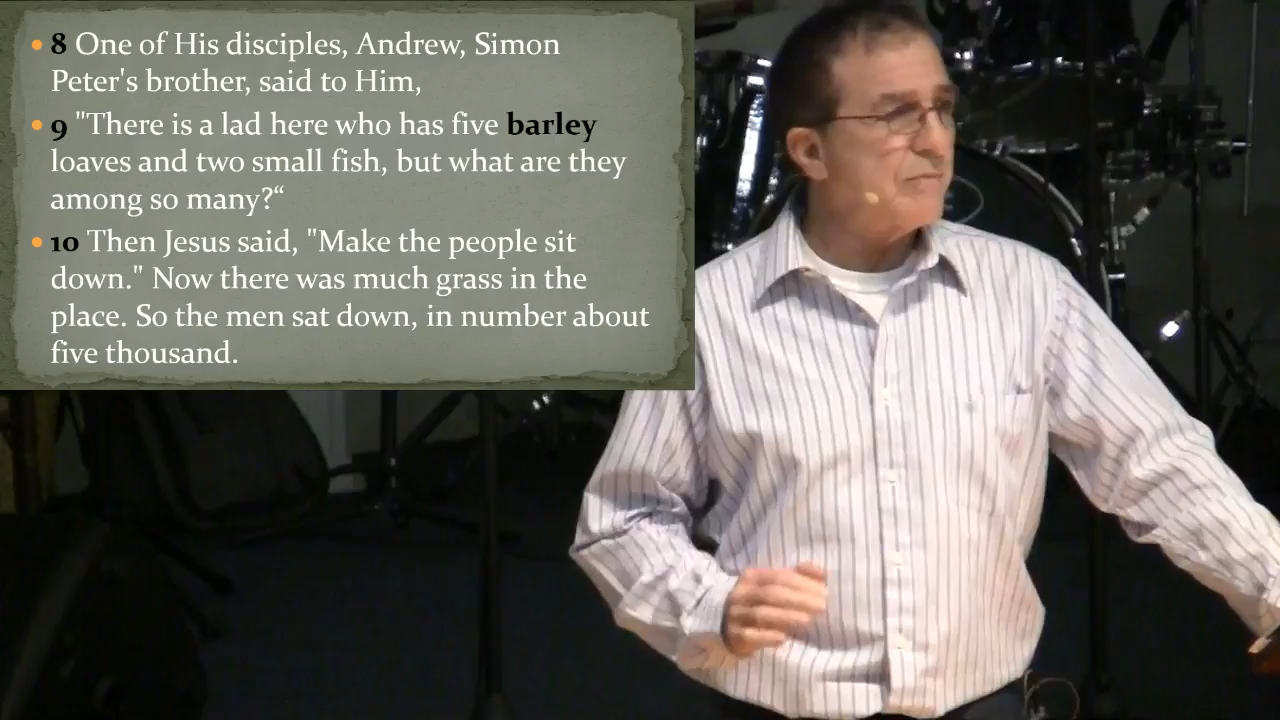 • 8 One of His disciples, Andrew, Simon
Peter's brother, said to Him,
• 9 "There is a lad here who has five barley
loaves and two small fish, but what are they
among so many?“
• 10 Then Jesus said, "Make the people sit
down." Now there was much grass in the
place. So the men sat down, in number about
five thousand.